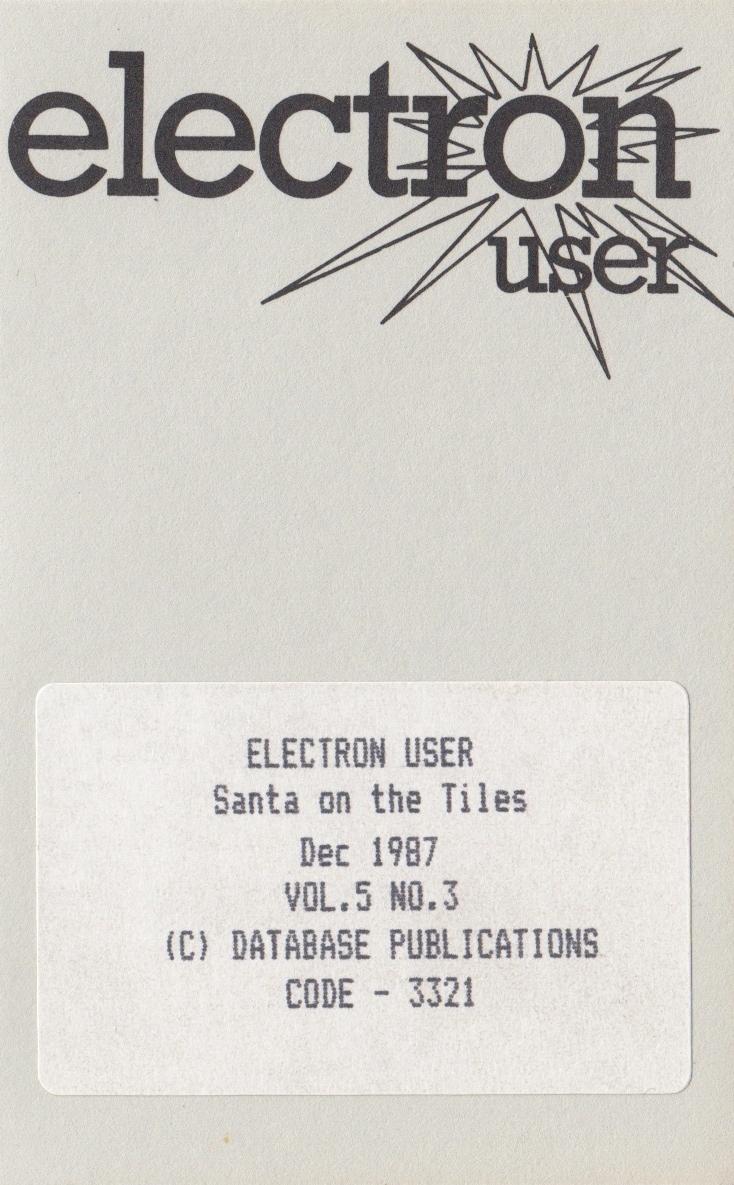 electron
user
ELECTRON USER
Santa on the Tiles
Dec 1987
VOL.5 NO.3
(C) DATABASE PUBLICATIONS
CODE - 3321